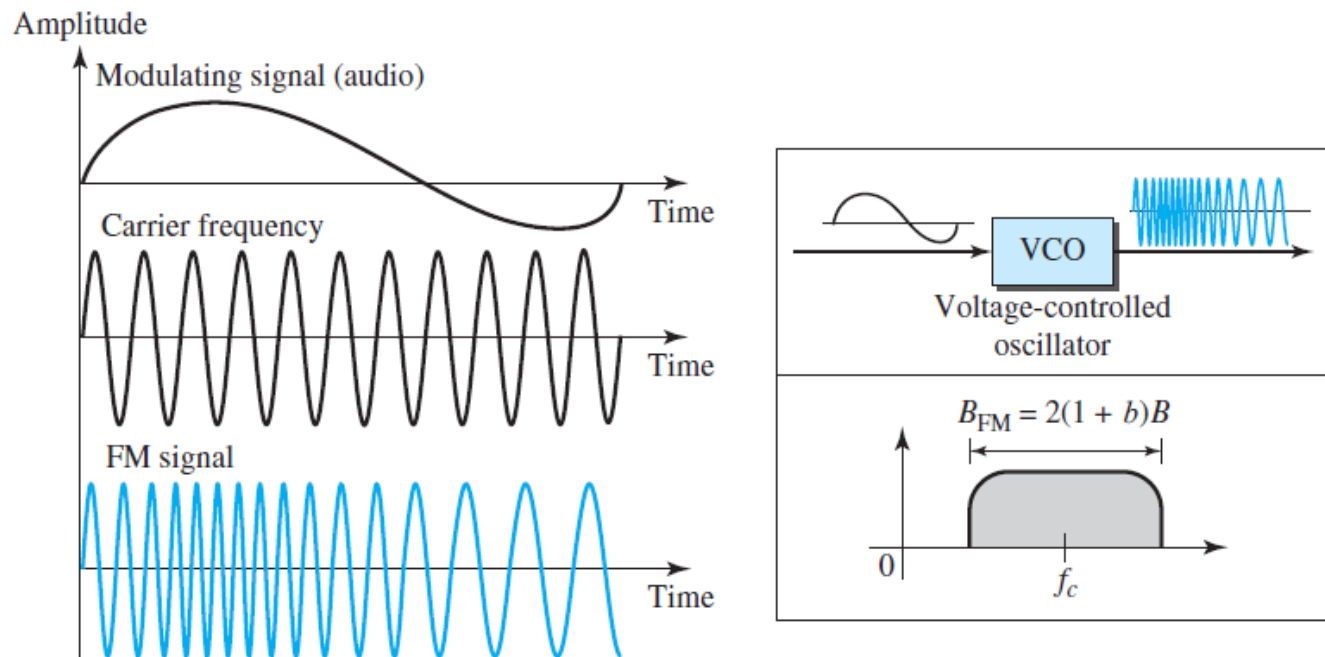 Amplitude
Modulating signal (audio)
Time
Carrier frequency
Time
FM signal
Time
VCO
Voltage-controlled
oscillator
B_FM = 2(1 + b)B
0
f_c